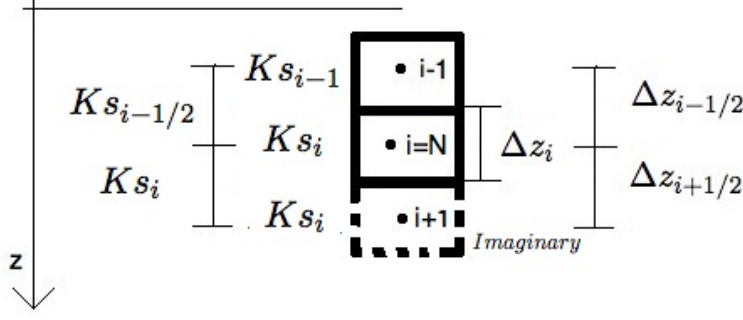 Ks_{i-1} i-1
Ks_{i-1/2} Δz_{i-1/2}
Ks_i i=N Δz_i
Ks_i Δz_{i+1/2}
Ks_i i+1
Imaginary
z